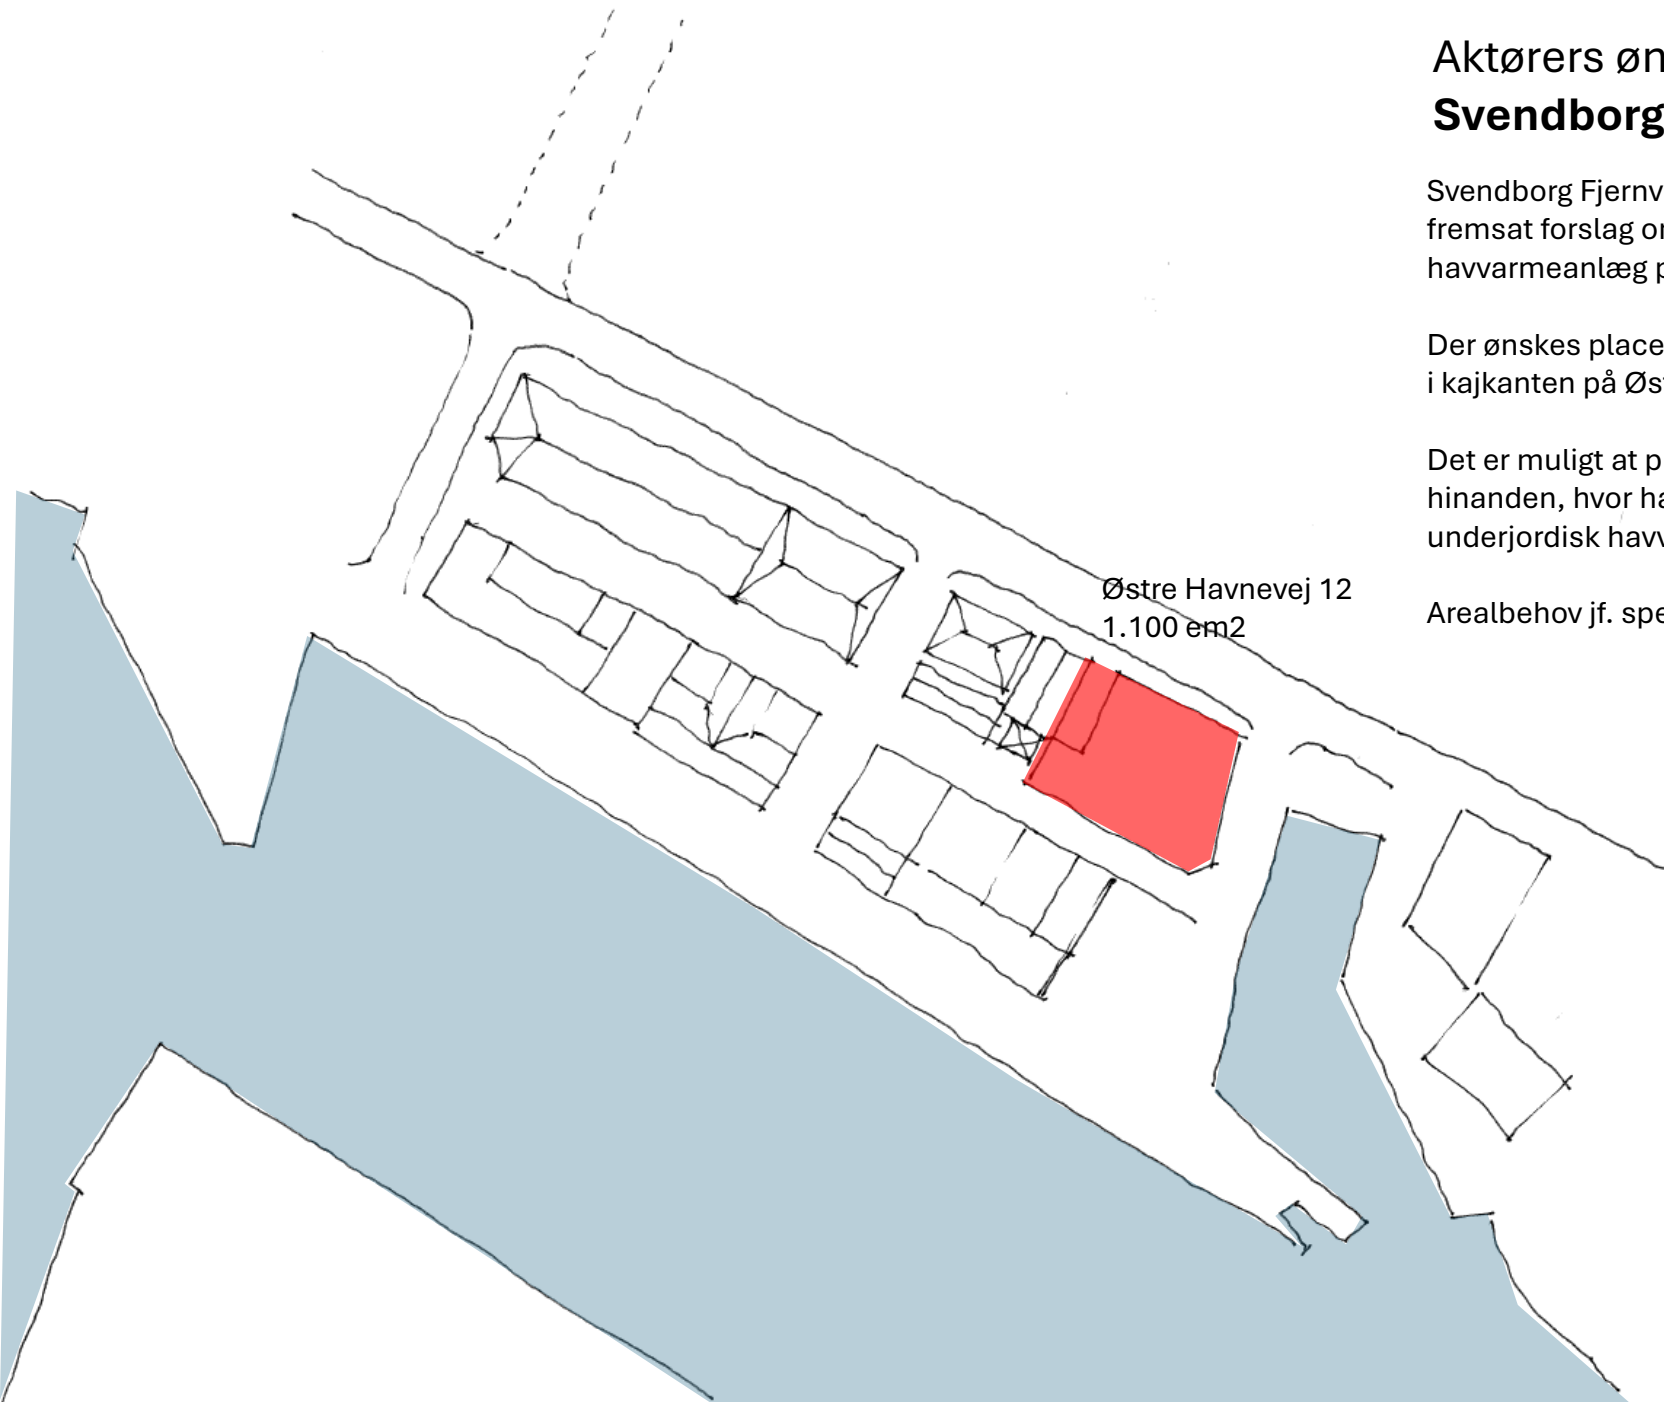 Aktørers øn
Svendborg
Svendborg Fjernv
fremsat forslag o
havvarmeanlæg p
Der ønskes place
i kajkanten på Øs
Det er muligt at p
hinanden, hvor ha
underjordisk havv
Arealbehov jf. spe
Østre Havnevej 12
1.100 em2